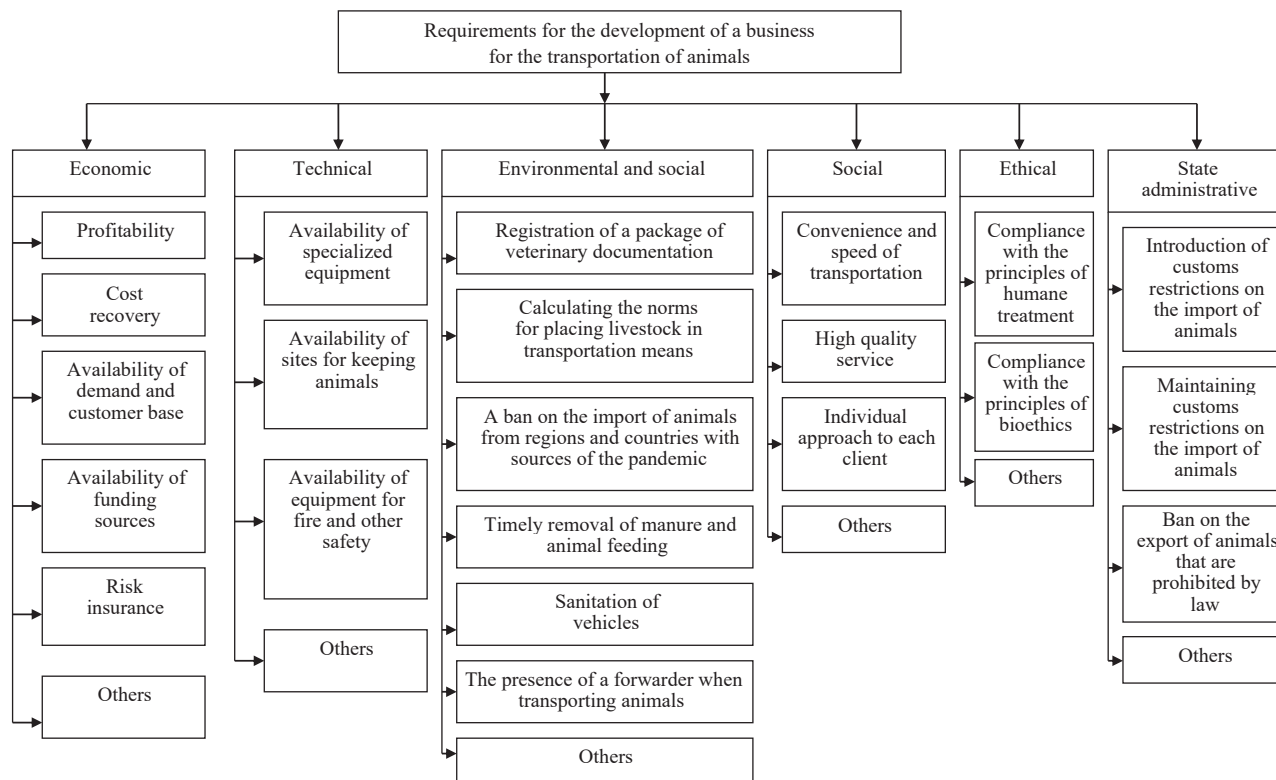 Requirements for the development of a business
for the transportation of animals
Economic
Profitability
Cost
recovery
Availability of
demand and
customer base
Availability of
funding
sources
Risk
insurance
Others
Technical
Availability of
specialized
equipment
Availability of
sites for keeping
animals
Availability of
equipment for
fire and other
safety
Others
Environmental and social
Registration of a package of
veterinary documentation
Calculating the norms
for placing livestock in
transportation means
A ban on the import of animals
from regions and countries with
sources of the pandemic
Timely removal of manure and
animal feeding
Sanitation of
vehicles
The presence of a forwarder when
transporting animals
Others
Social
Convenience and
speed of
transportation
High quality
service
Individual
approach to each
client
Others
Ethical
Compliance
with the
principles of
humane
treatment
Compliance
with the
principles of
bioethics
Others
State
administrative
Introduction of
customs
restrictions on
the import of
animals
Maintaining
customs
restrictions on
the import of
animals
Ban on the
export of animals
that are
prohibited by
law
Others